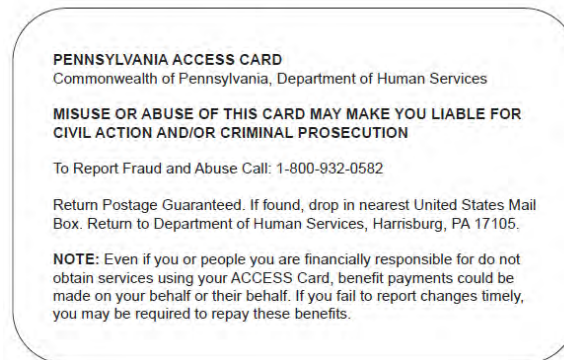 PENNSYLVANIA ACCESS CARD
Commonwealth of Pennsylvania, Department of Human Services
MISUSE OR ABUSE OF THIS CARD MAY MAKE YOU LIABLE FOR
CIVIL ACTION AND/OR CRIMINAL PROSECUTION
To Report Fraud and Abuse Call: 1-800-932-0582
Return Postage Guaranteed. If found, drop in nearest United States Mail
Box. Return to Department of Human Services, Harrisburg, PA 17105.
NOTE: Even if you or people you are financially responsible for do not
obtain services using your ACCESS Card, benefit payments could be
made on your behalf or their behalf. If you fail to report changes timely,
you may be required to repay these benefits.